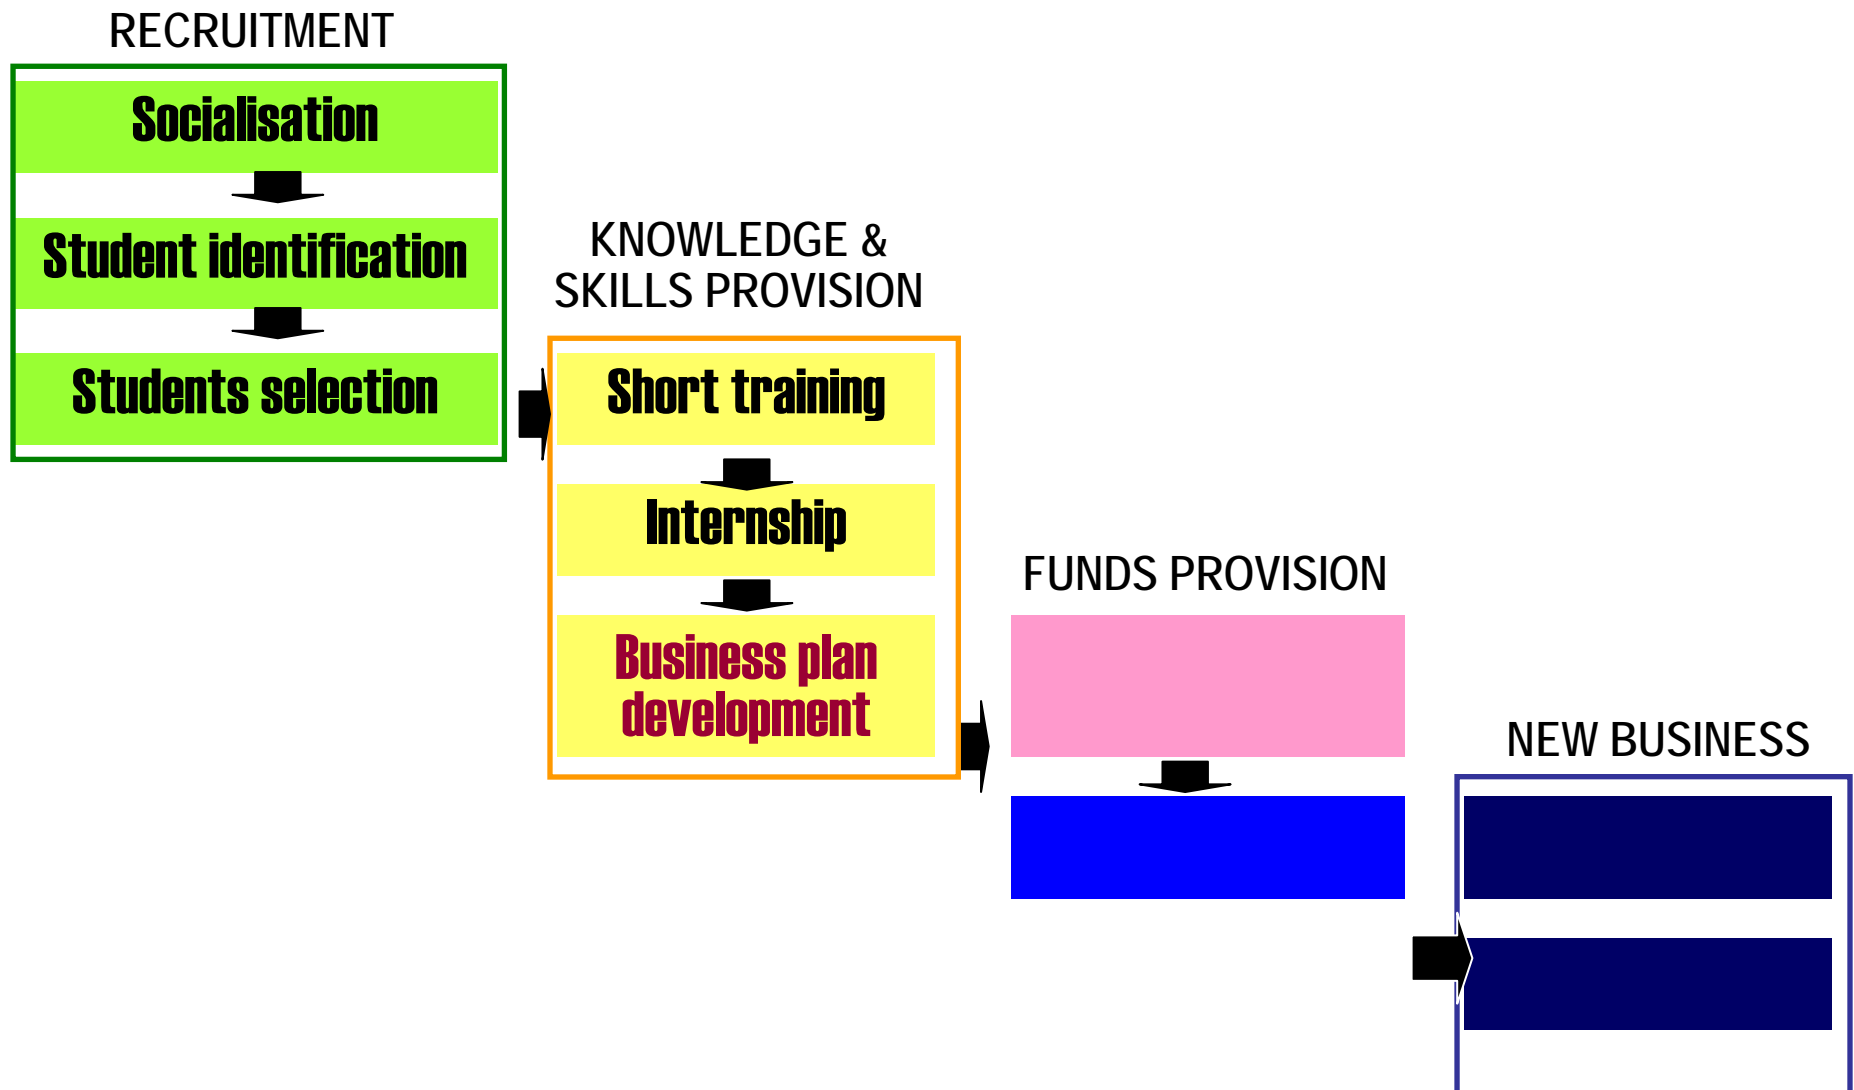 RECRUITMENT
Socialisation
Student identification
Students selection
KNOWLEDGE &
SKILLS PROVISION
Short training
Internship
Business plan
development
FUNDS PROVISION
NEW BUSINESS